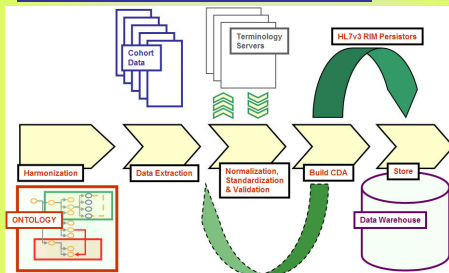 Cohort
Data
Terminology
Servers
HL7v3 RIM Persistors
Harmonization
Data Extraction
Normalization,
Standardization
& Validation
Build CDA
Store
ONTOLOGY
Data Warehouse